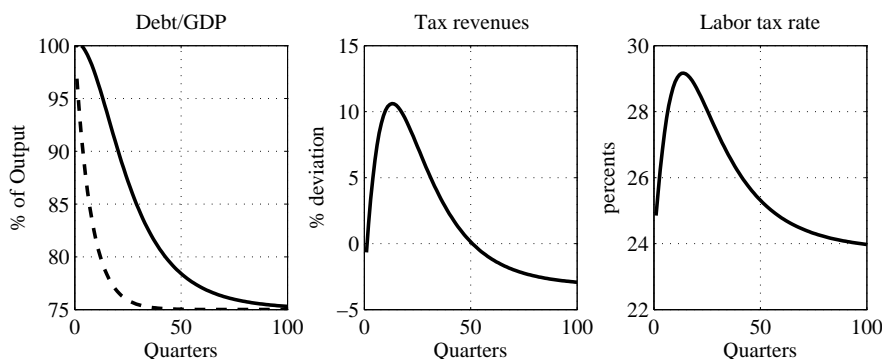 Debt/GDP
% of Output
100
95
90
85
80
75
0
50
100
Quarters
Tax revenues
% deviation
15
10
5
0
−5
0
50
100
Quarters
Labor tax rate
percents
30
28
26
24
22
0
50
100
Quarters